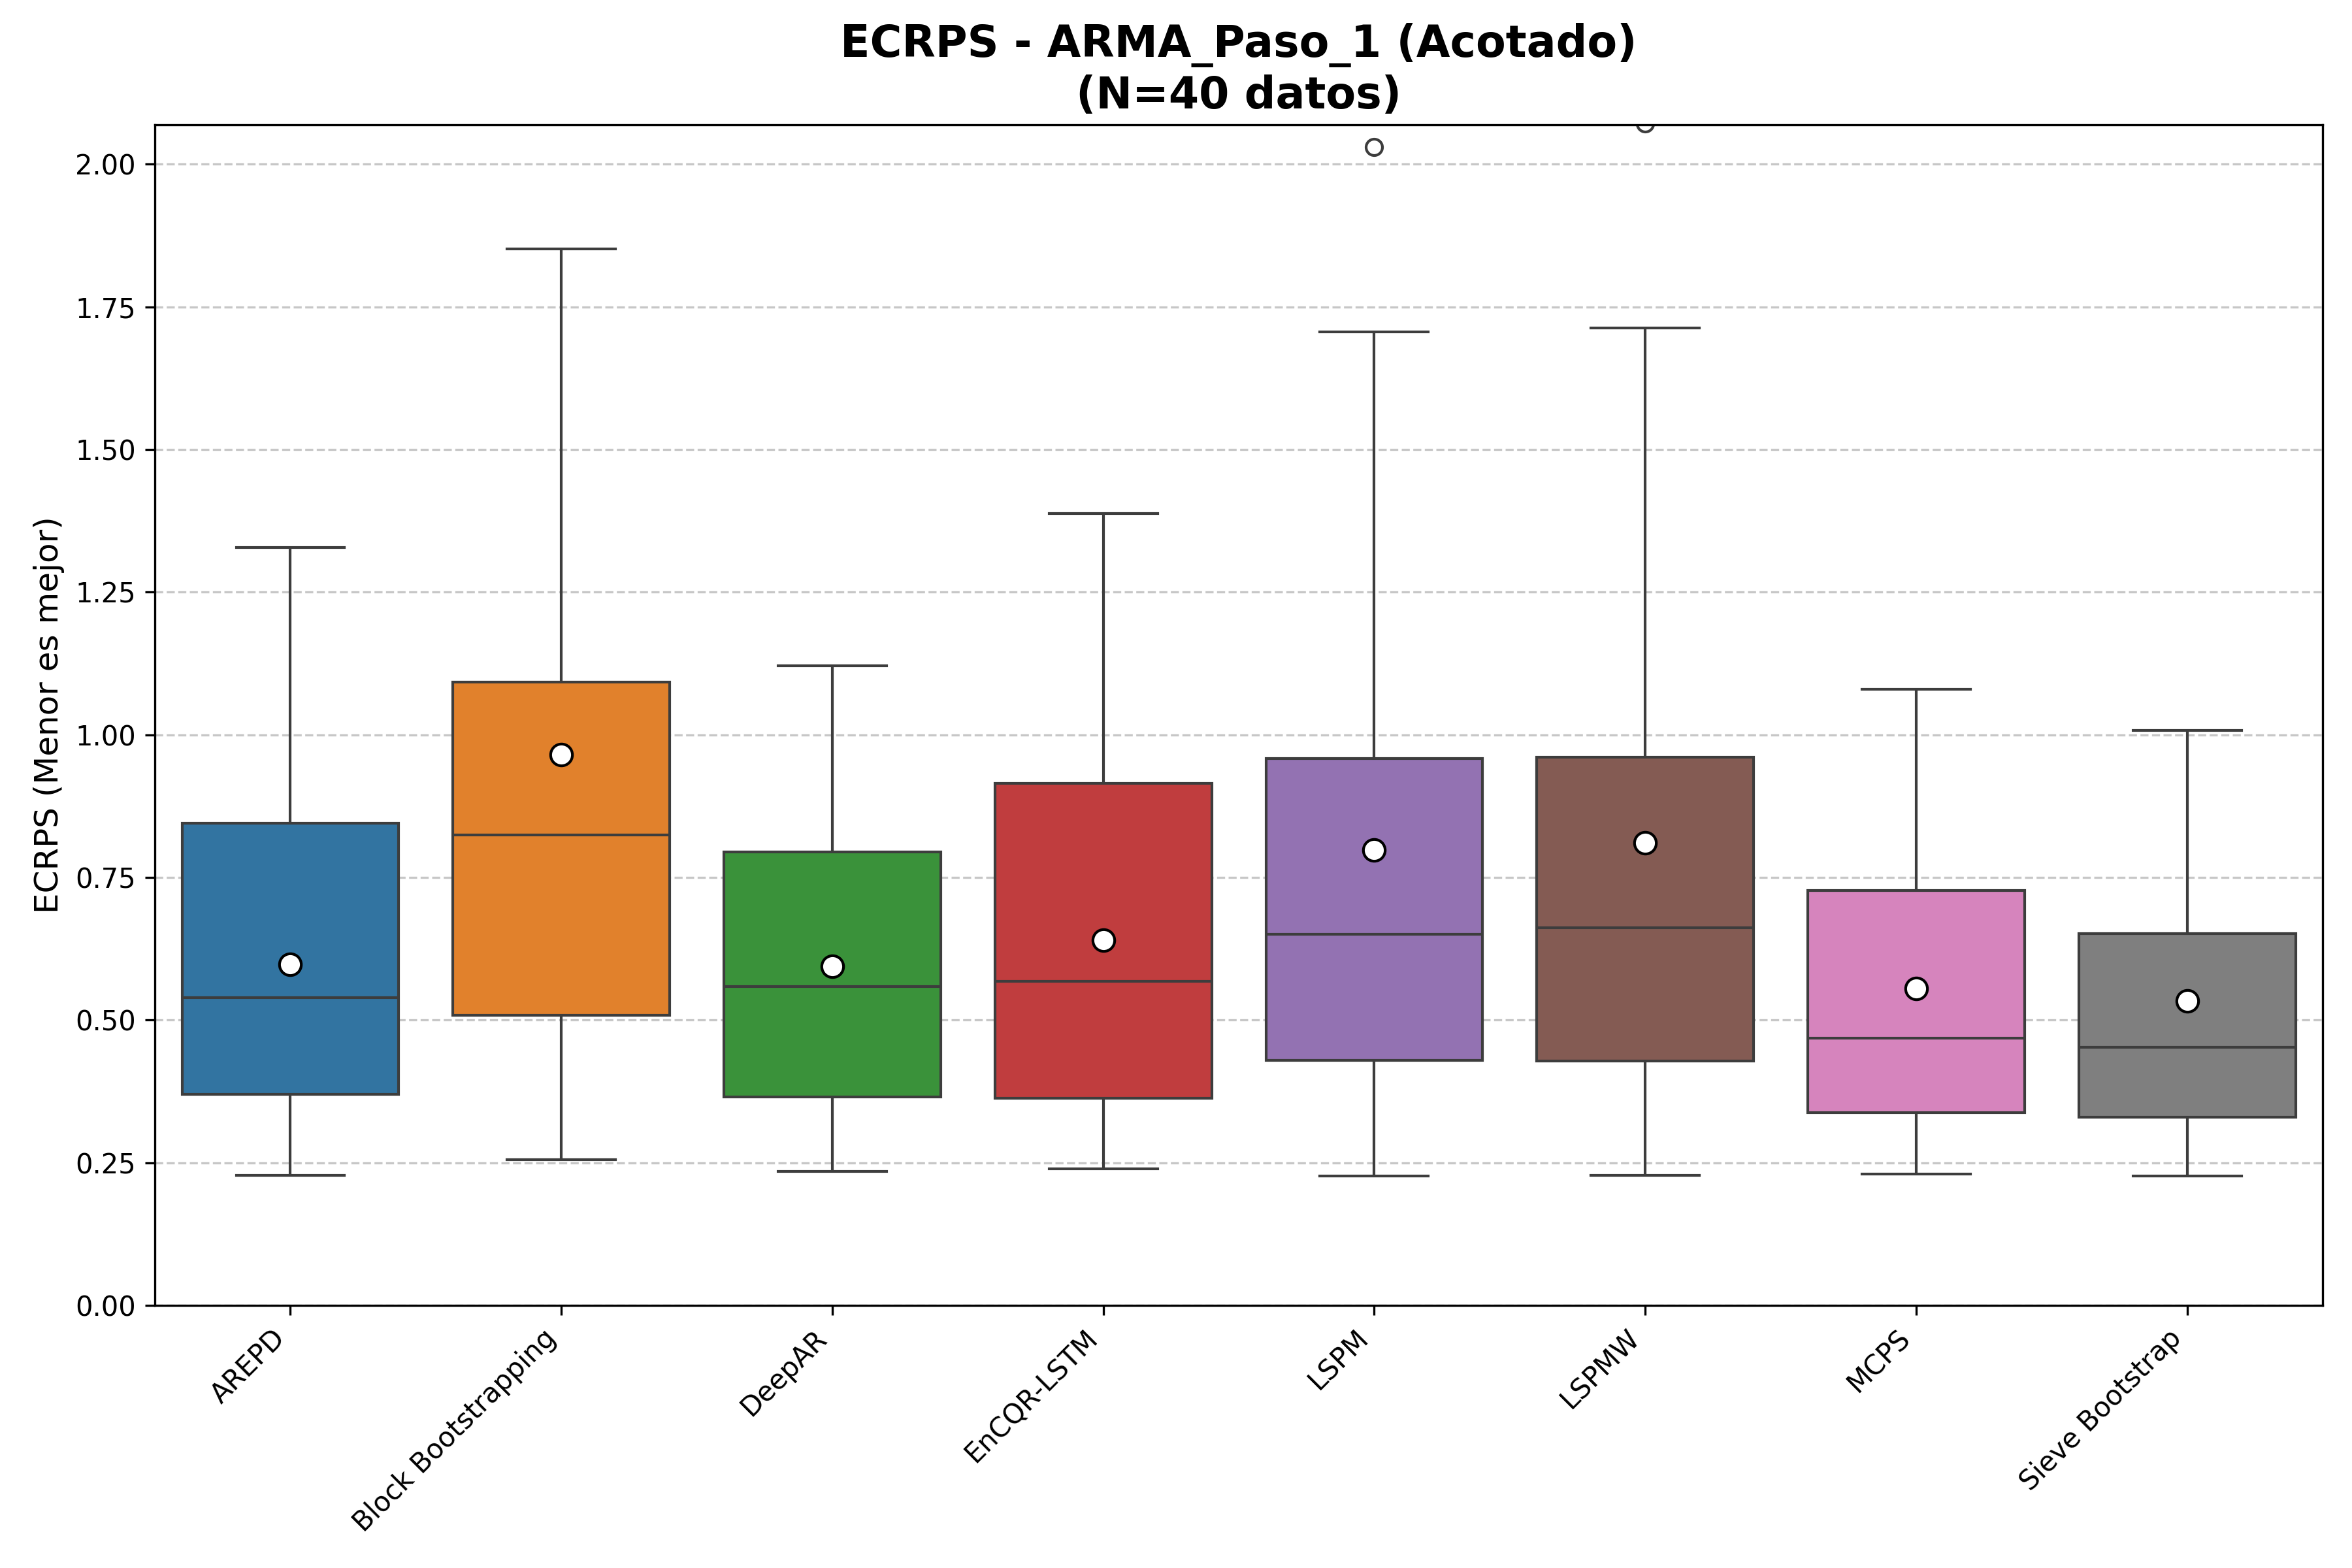 ECRPS - ARMA_Paso_1 (Acotado)
(N=40 datos)
ECRPS (Menor es mejor)
2.00
1.75
1.50
1.25
1.00
0.75
0.50
0.25
0.00
AREPD
Block Bootstrapping
DeepAR
EnCQR-LSTM
LSPM
LSPMW
MCPS
Sieve Bootstrap